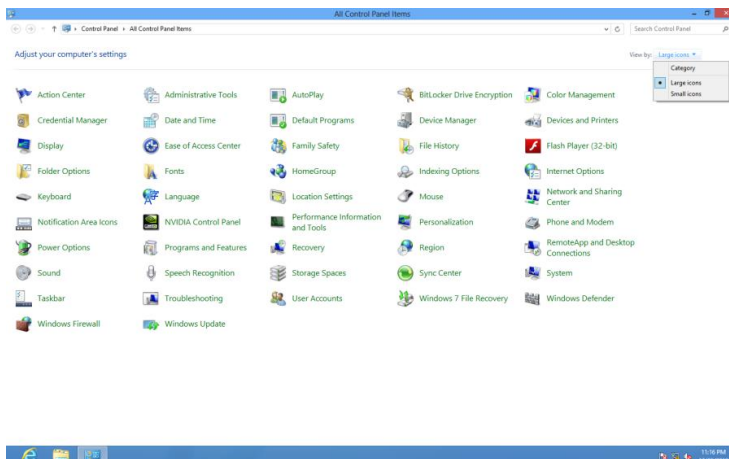 All Control Panel Items
Control Panel All Control Panel Items
Search Control Panel
Adjust your computer's settings
View by: Large icons
Category
Large icons
Small icons
Action Center Administrative Tools AutoPlay BitLocker Drive Encryption Color Management
Credential Manager Date and Time Default Programs Device Manager Devices and Printers
Display Ease of Access Center Family Safety File History Flash Player (32-bit)
Folder Options Fonts HomeGroup Indexing Options Internet Options
Keyboard Language Location Settings Mouse Network and Sharing
Center
Notification Area Icons NVIDIA Control Panel Performance Information
and Tools
Personalization Phone and Modem
Power Options Programs and Features Recovery Region RemoteApp and Desktop
Connections
Sound Speech Recognition Storage Spaces Sync Center System
Taskbar Troubleshooting User Accounts Windows 7 File Recovery Windows Defender
Windows Firewall Windows Update
11:16 PM